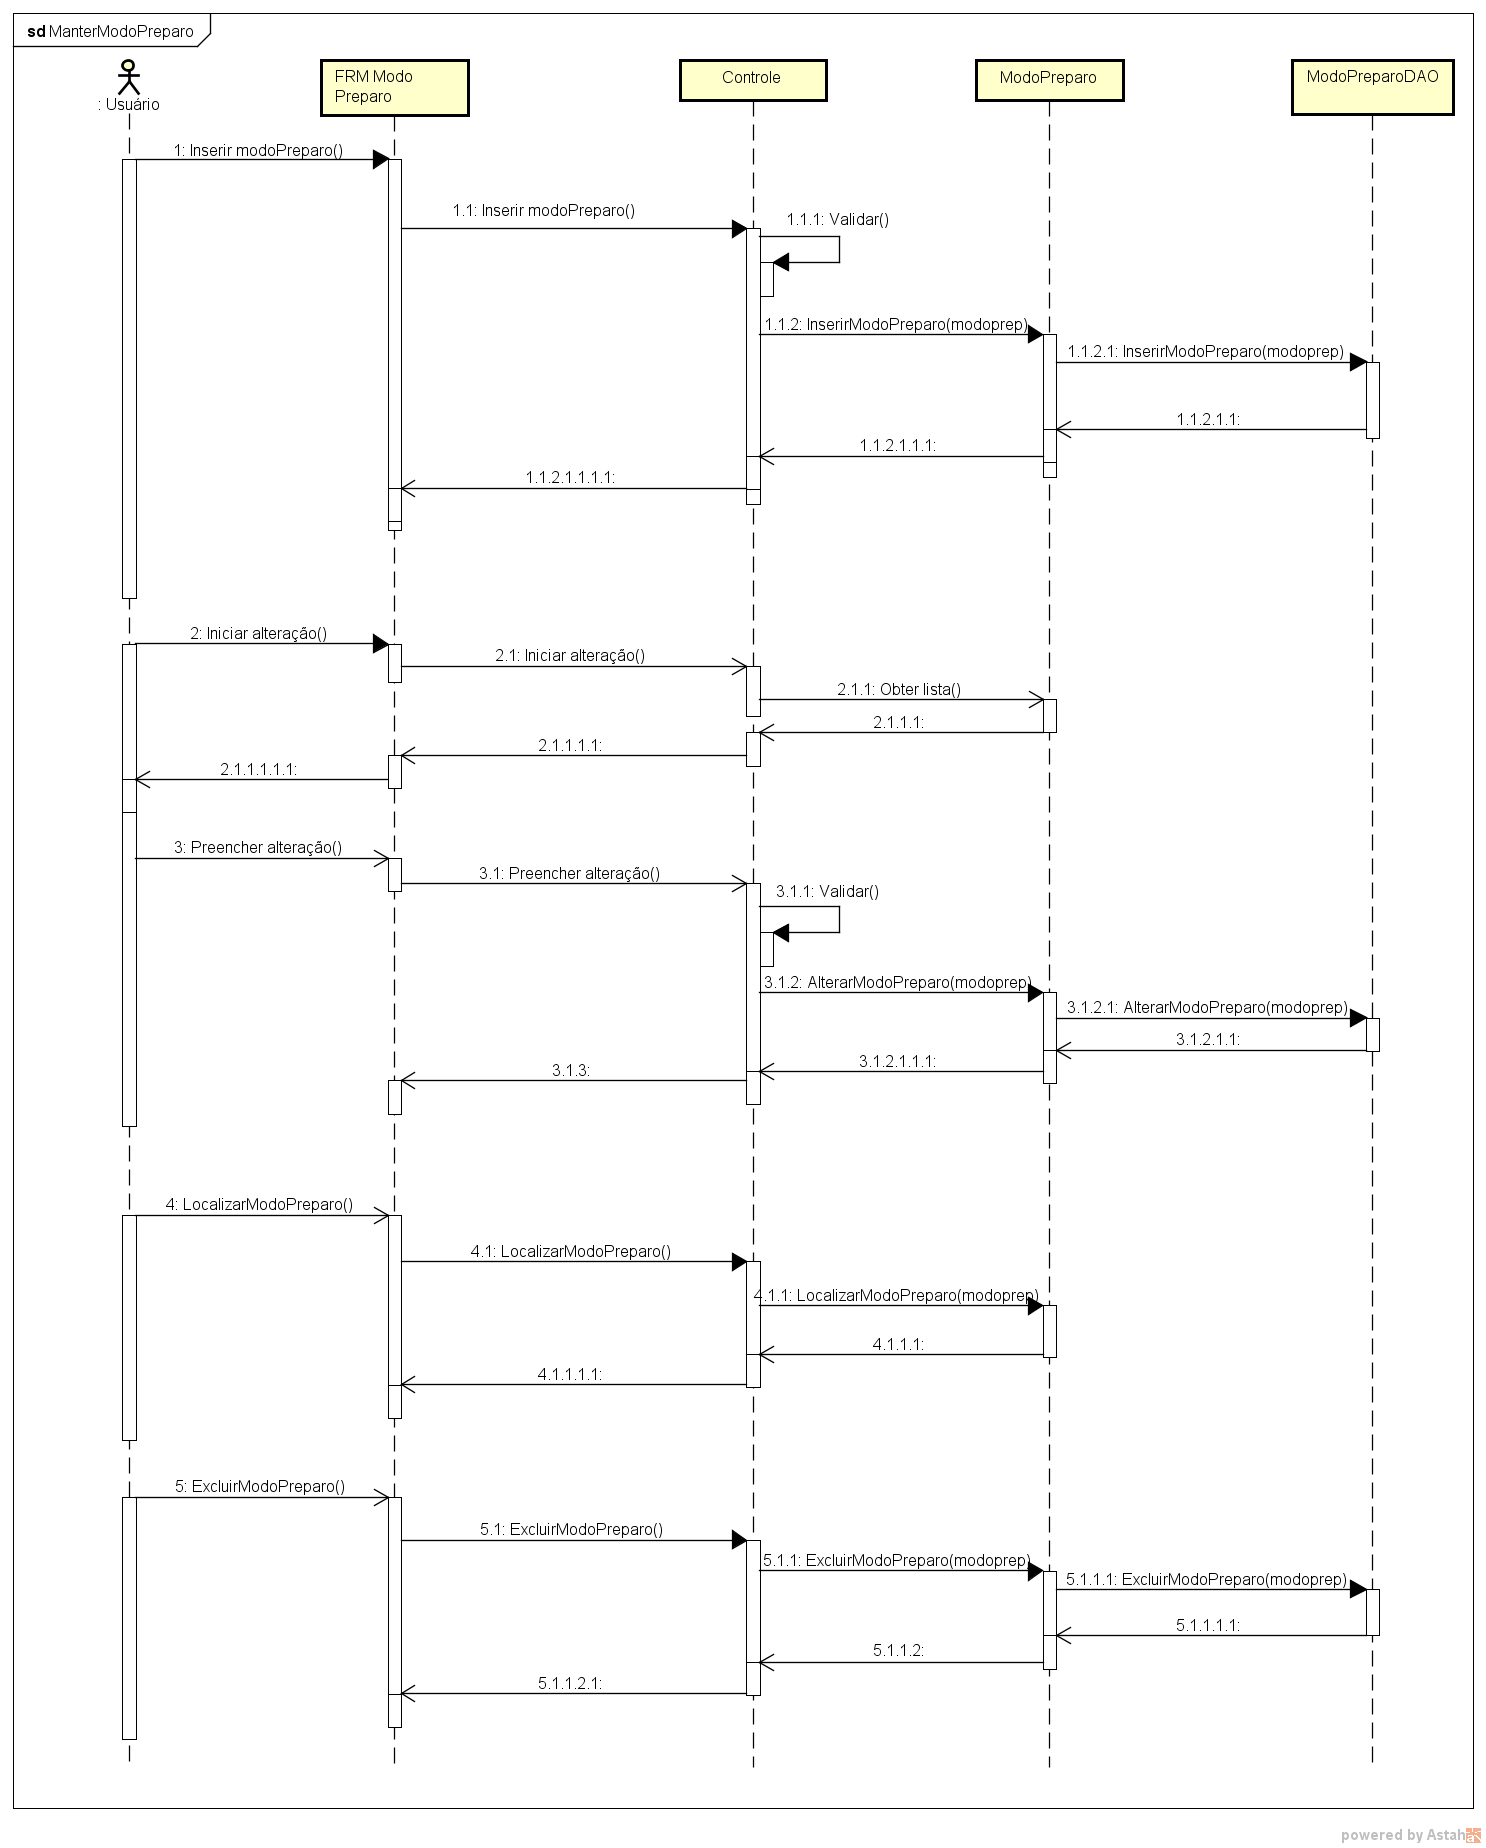 sd ManterModoPreparo
: Usuário
FRM Modo
Preparo
Controle
ModoPreparo
ModoPreparoDAO
1: Inserir modoPreparo()
1.1: Inserir modoPreparo()
1.1.1: Validar()
1.1.2: InserirModoPreparo(modoprep)
1.1.2.1: InserirModoPreparo(modoprep)
1.1.2.1.1:
1.1.2.1.1.1:
1.1.2.1.1.1.1:
2: Iniciar alteração()
2.1: Iniciar alteração()
2.1.1: Obter lista()
2.1.1.1:
2.1.1.1.1:
2.1.1.1.1.1:
3: Preencher alteração()
3.1: Preencher alteração()
3.1.1: Validar()
3.1.2: AlterarModoPreparo(modoprep)
3.1.2.1: AlterarModoPreparo(modoprep)
3.1.2.1.1:
3.1.2.1.1.1:
3.1.3:
4: LocalizarModoPreparo()
4.1: LocalizarModoPreparo()
4.1.1: LocalizarModoPreparo(modoprep)
4.1.1.1:
4.1.1.1.1:
5: ExcluirModoPreparo()
5.1: ExcluirModoPreparo()
5.1.1: ExcluirModoPreparo(modoprep)
5.1.1.1: ExcluirModoPreparo(modoprep)
5.1.1.1.1:
5.1.1.2:
5.1.1.2.1:
powered by Astah